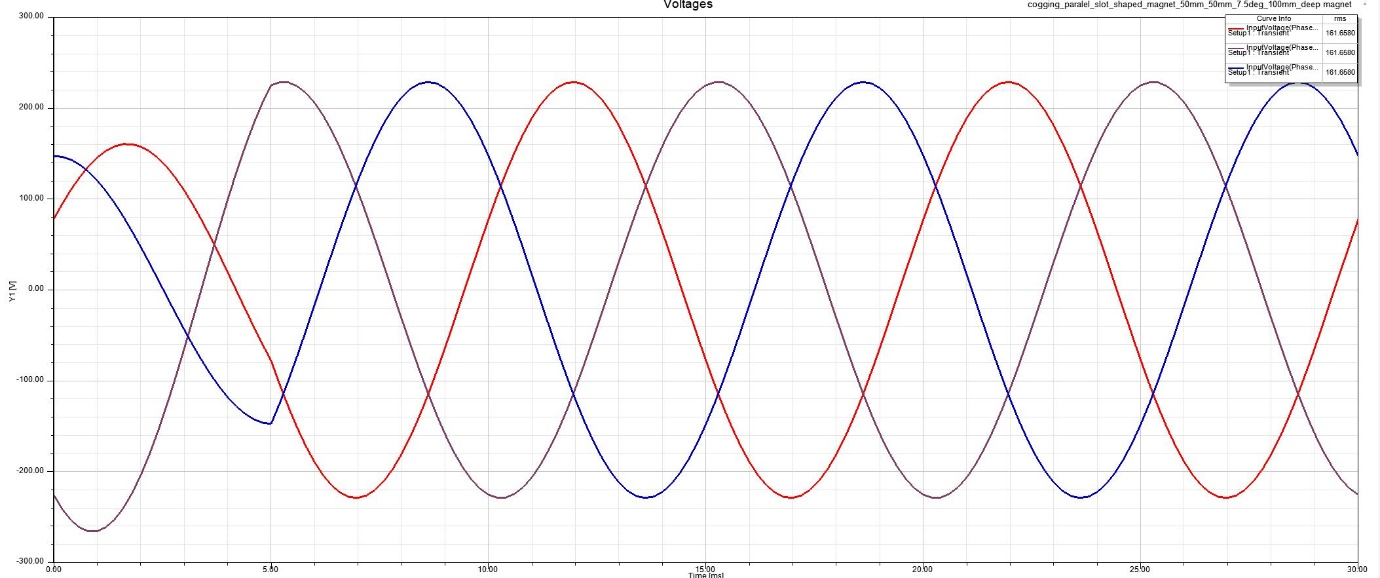 Voltages
cogging_paralel_slot_shaped_magnet_50mm_50mm_7.5deg_100mm_deep magnet
Curve Info rms
InputVoltage(Phase...
Setup1 : Transient 161.6580
InputVoltage(Phase...
Setup1 : Transient 161.6580
InputVoltage(Phase...
Setup1 : Transient 161.6580
300.00
200.00
100.00
0.00
-100.00
-200.00
-300.00
Y1 [V]
0.00 5.00 10.00 15.00 20.00 25.00 30.00
Time [ms]